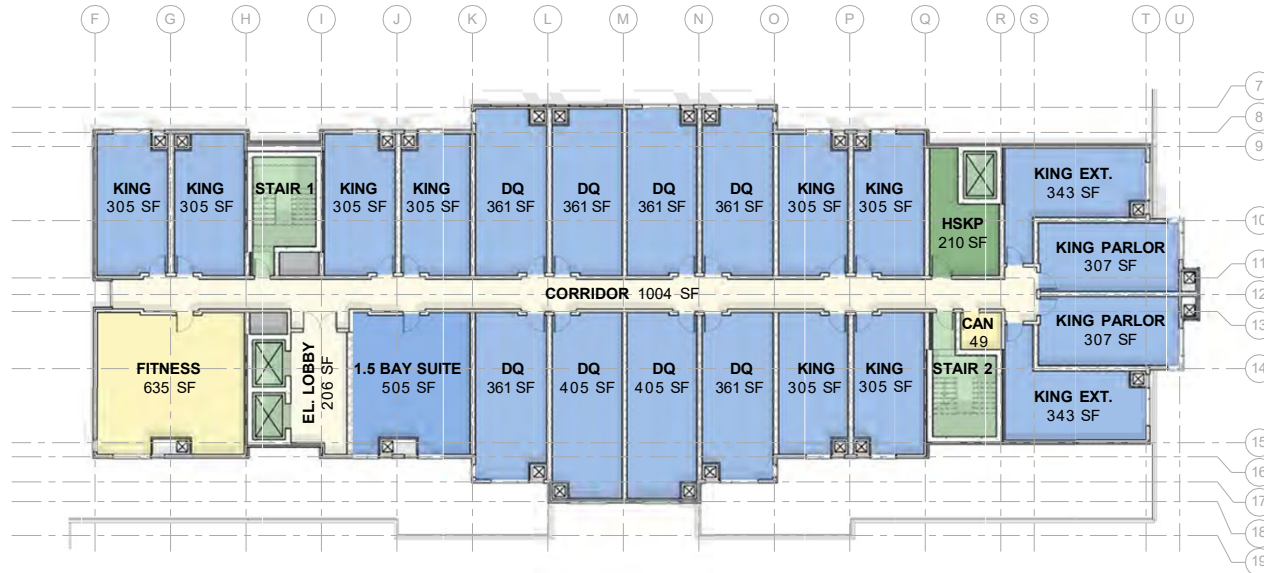 F G H I J K L M N O P Q R S T U
7
8
9
10
11
12
13
14
15
16
17
18
19
KING
305 SF
KING
305 SF
STAIR 1
KING
305 SF
KING
305 SF
DQ
361 SF
DQ
361 SF
DQ
361 SF
DQ
361 SF
KING
305 SF
KING
305 SF
HSKP
210 SF
KING EXT.
343 SF
KING PARLOR
307 SF
CORRIDOR 1004 SF
FITNESS
635 SF
EL. LOBBY
206 SF
1.5 BAY SUITE
505 SF
DQ
361 SF
DQ
405 SF
DQ
405 SF
DQ
361 SF
KING
305 SF
KING
305 SF
CAN
49
STAIR 2
KING PARLOR
307 SF
KING EXT.
343 SF